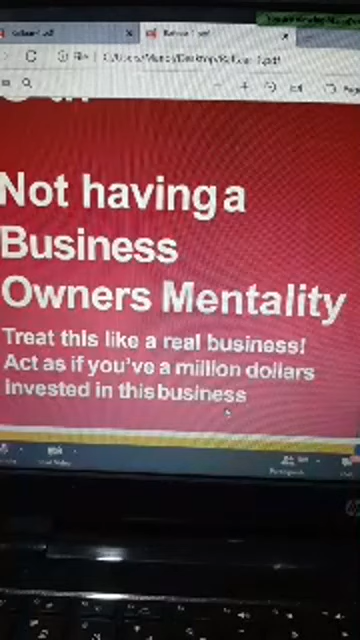 File
Not having a
Business
Owners Mentality
Treat this like a real business!
Act as if you've a million dollars
invested in this business